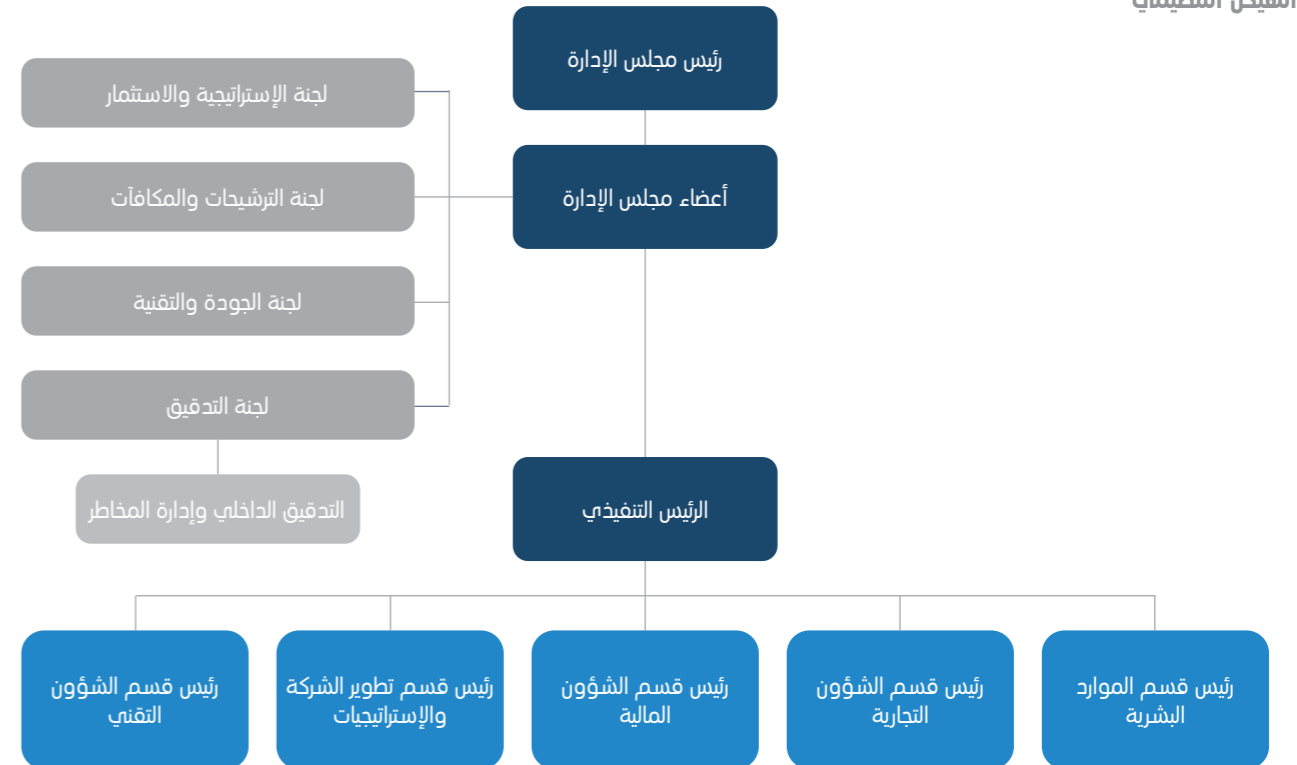 رئيس مجلس الإدارة
أعضاء مجلس الإدارة
لجنة الإستراتيجية والاستثمار
لجنة الترشيحات والمكافآت
لجنة الجودة والتقنية
لجنة التدقيق
التدقيق الداخلي وإدارة المخاطر
الرئيس التنفيذي
رئيس قسم الموارد
البشرية
رئيس قسم الشؤون
التجارية
رئيس قسم الشؤون
المالية
رئيس قسم تطوير الشركة
والإستراتيجيات
رئيس قسم الشؤون
التقني